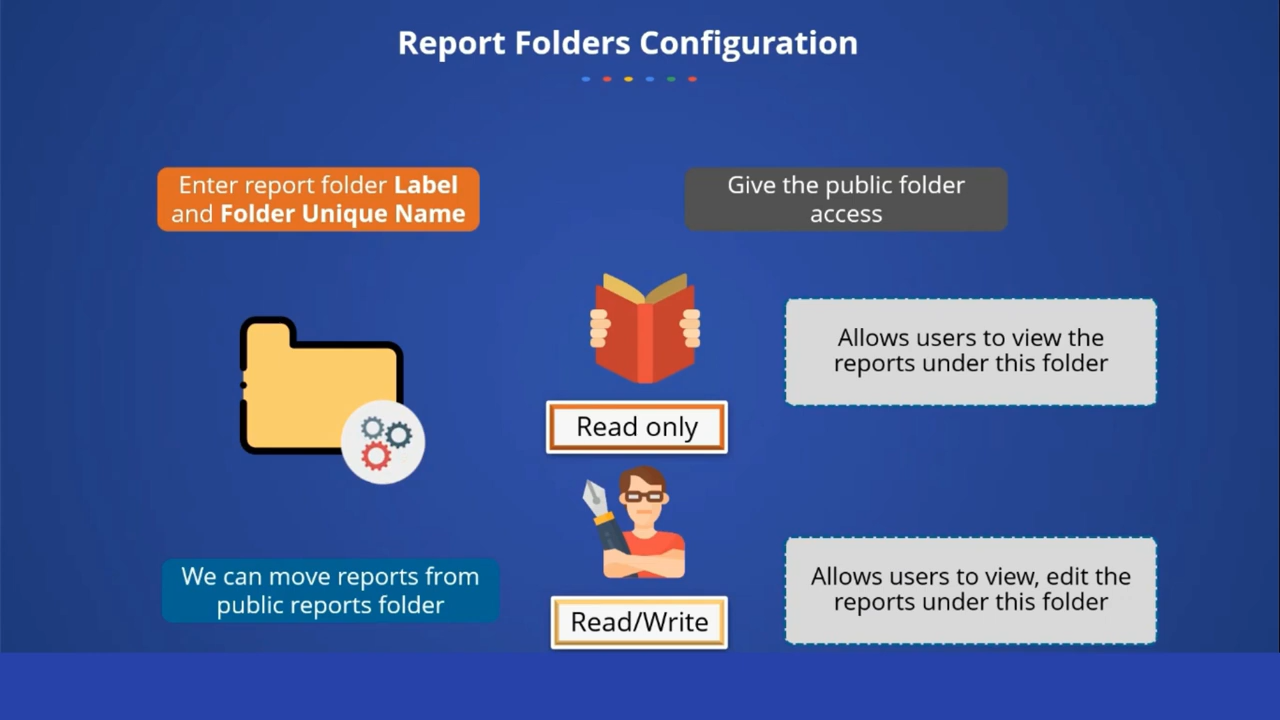 Report Folders Configuration
Enter report folder Label
and Folder Unique Name
Give the public folder
access
Allows users to view the
reports under this folder
Read only
We can move reports from
public reports folder
Allows users to view, edit the
reports under this folder
Read/Write